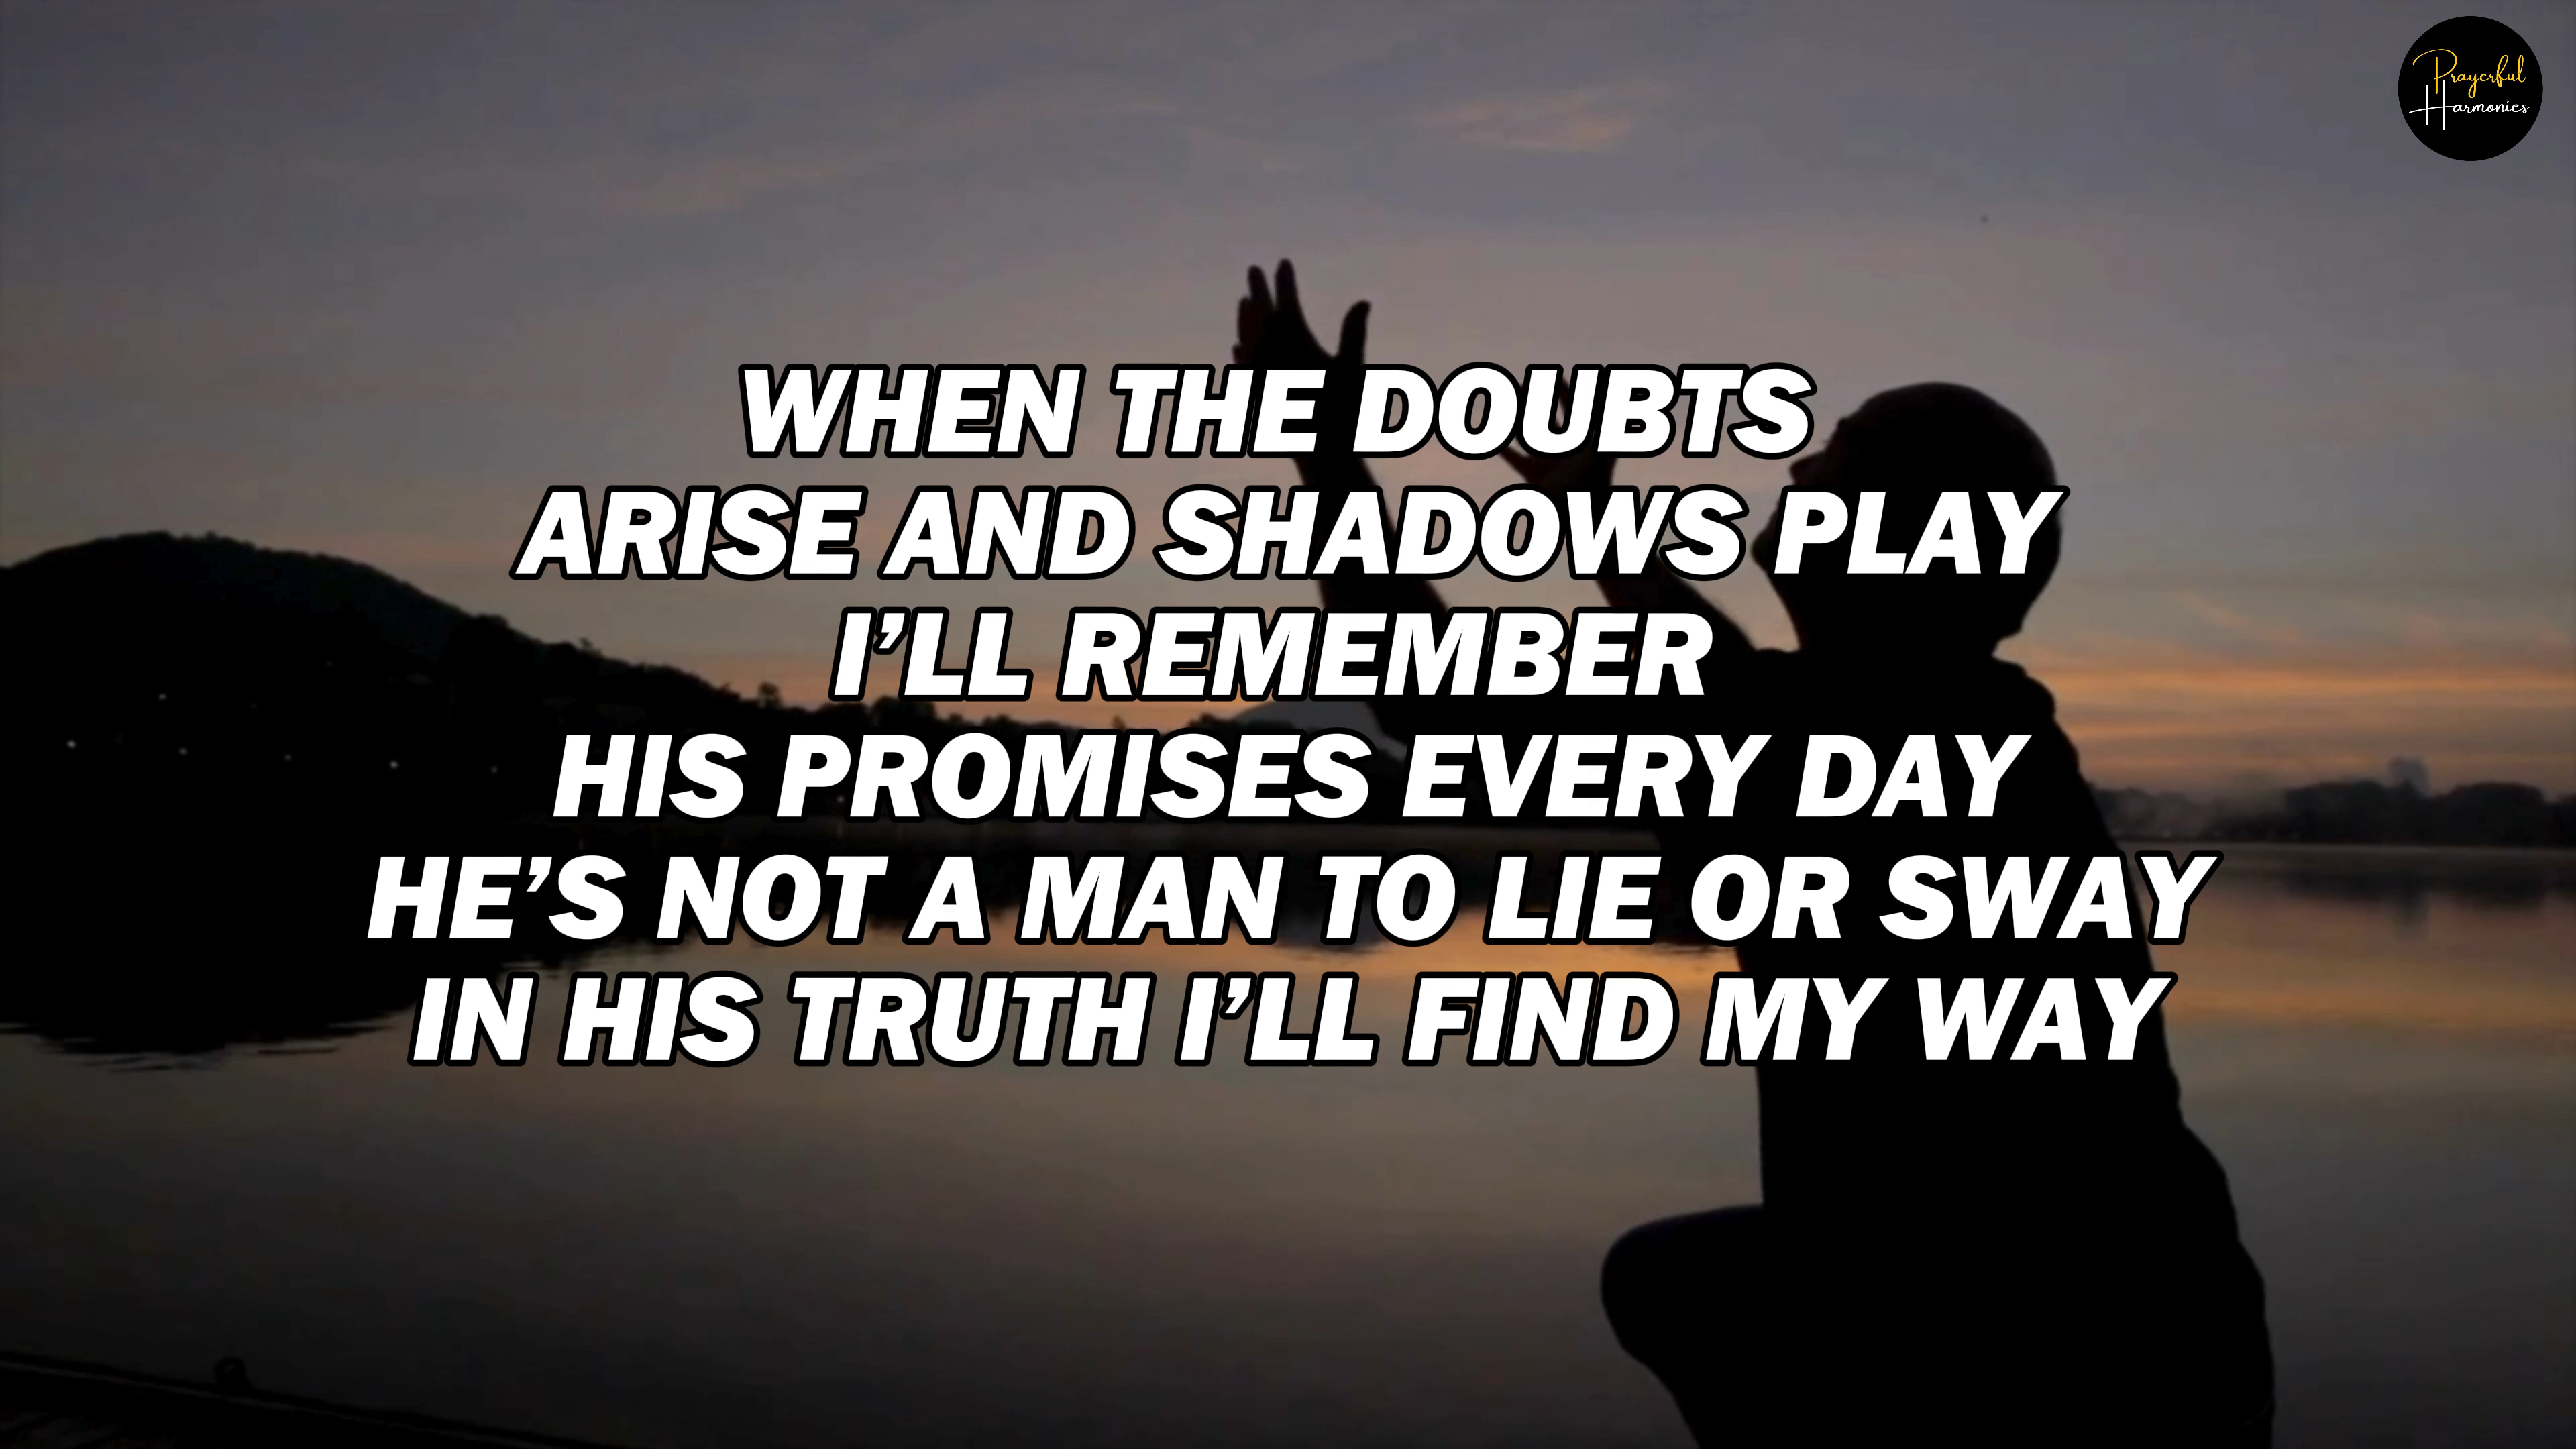 Prayerful
Harmonies
WHEN THE DOUBTS
ARISE AND SHADOWS PLAY
I’LL REMEMBER
HIS PROMISES EVERY DAY
HE’S NOT A MAN TO LIE OR SWAY
IN HIS TRUTH I’LL FIND MY WAY